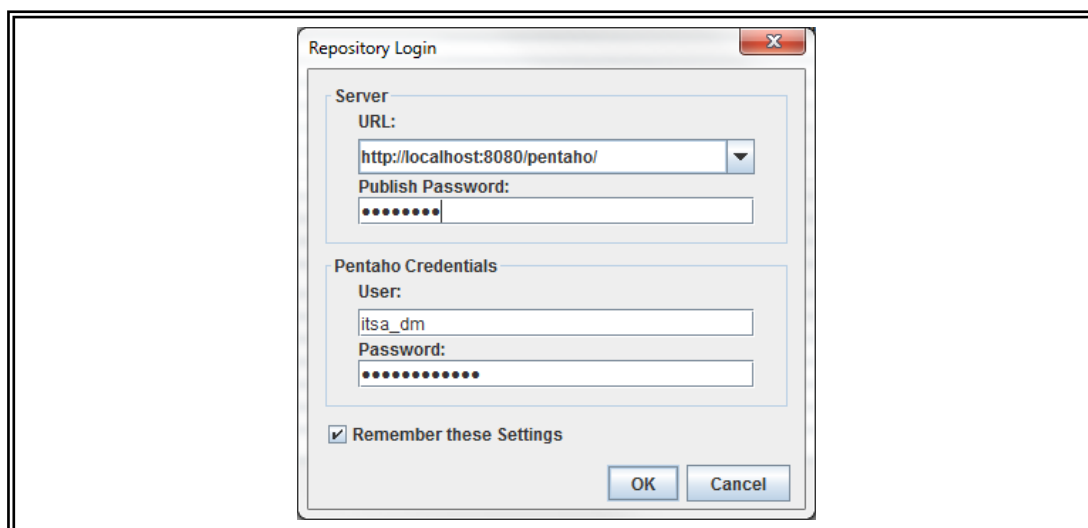 Repository Login
Server
URL:
http://localhost:8080/pentaho/
Publish Password:
••••••••
Pentaho Credentials
User:
itsa_dm
Password:
••••••••••••
Remember these Settings
OK Cancel